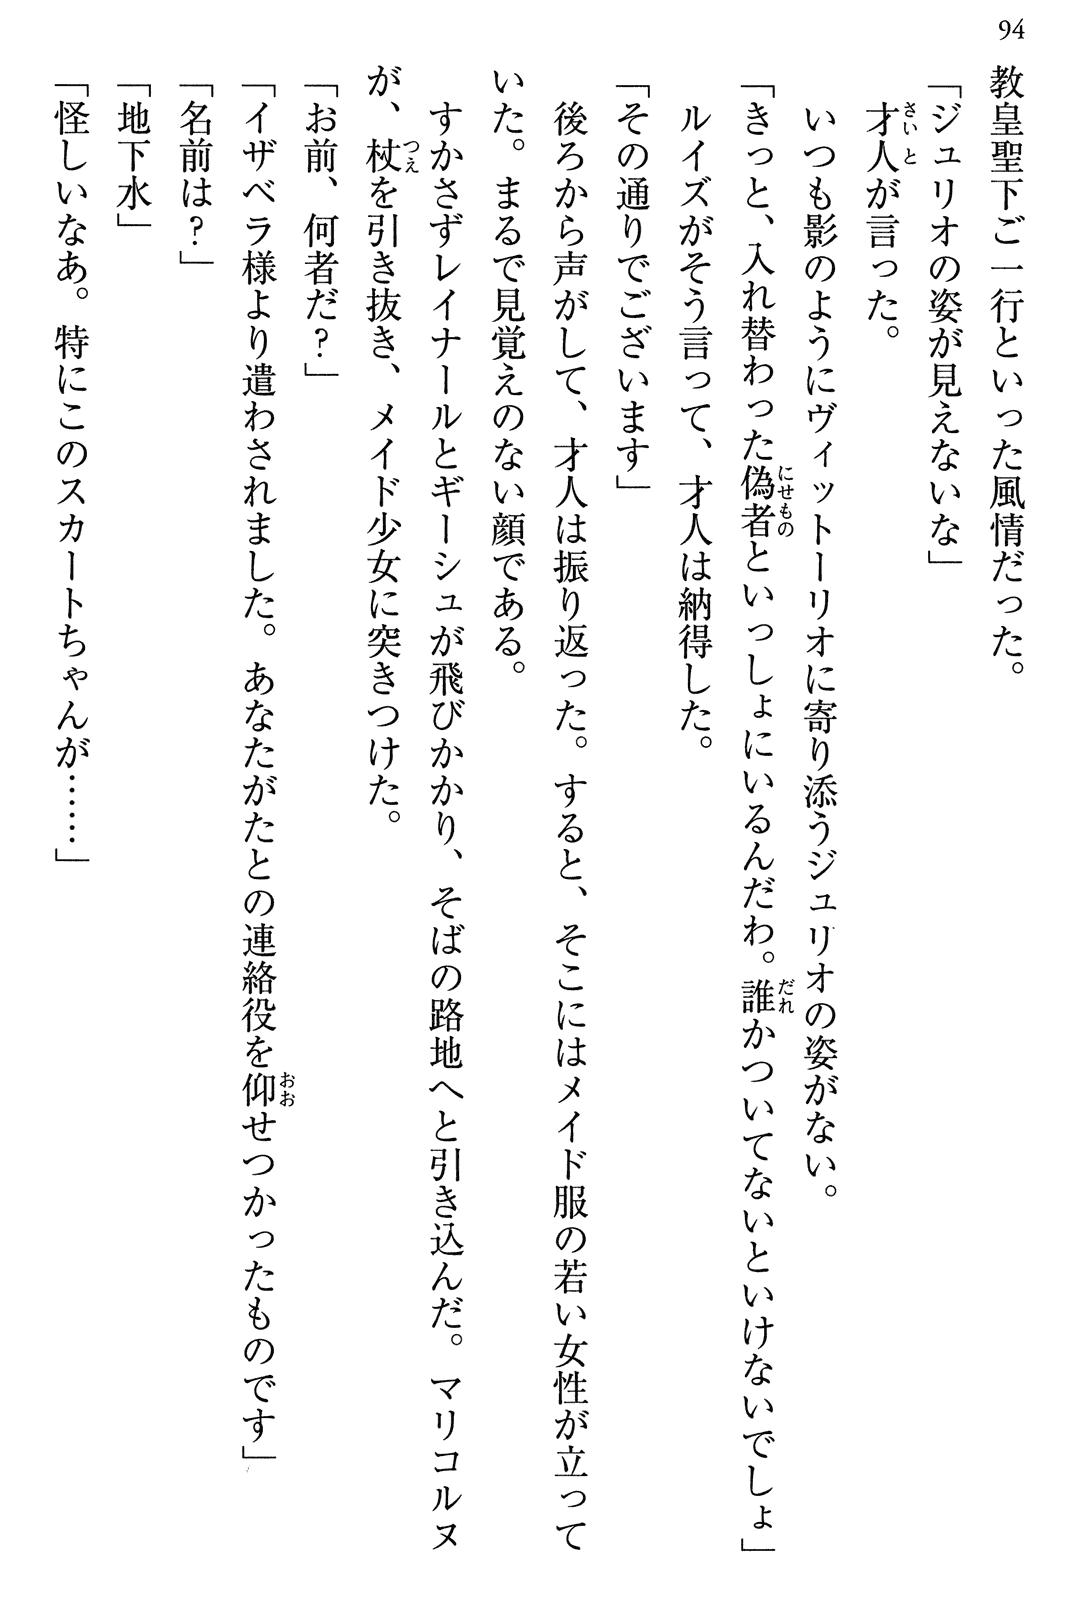 94
教皇聖下ご一行といった風情だった。
「ジュリオの姿が見えないな」
才人が言った。
いつも影のようにヴィットーリオに寄り添うジュリオの姿がない。
「きっと、入れ替わった偽者といっしょにいるんだわ。誰かついてないといけないでしょ」
ルイズがそう言って、才人は納得した。
「その通りでございます」
後ろから声がして、才人は振り返った。すると、そこにはメイド服の若い女性が立って
いた。まるで見覚えのない顔である。
すかさずレイナールとギーシュが飛びかかり、そばの路地へと引き込んだ。マリコルヌ
が、杖を引き抜き、メイド少女に突きつけた。
「お前、何者だ？」
「イザベラ様より遣わされました。あなたがたとの連絡役を仰せつかったものです」
「名前は？」
「地下水」
「怪しいなあ。特にこのスカートちゃんが……」